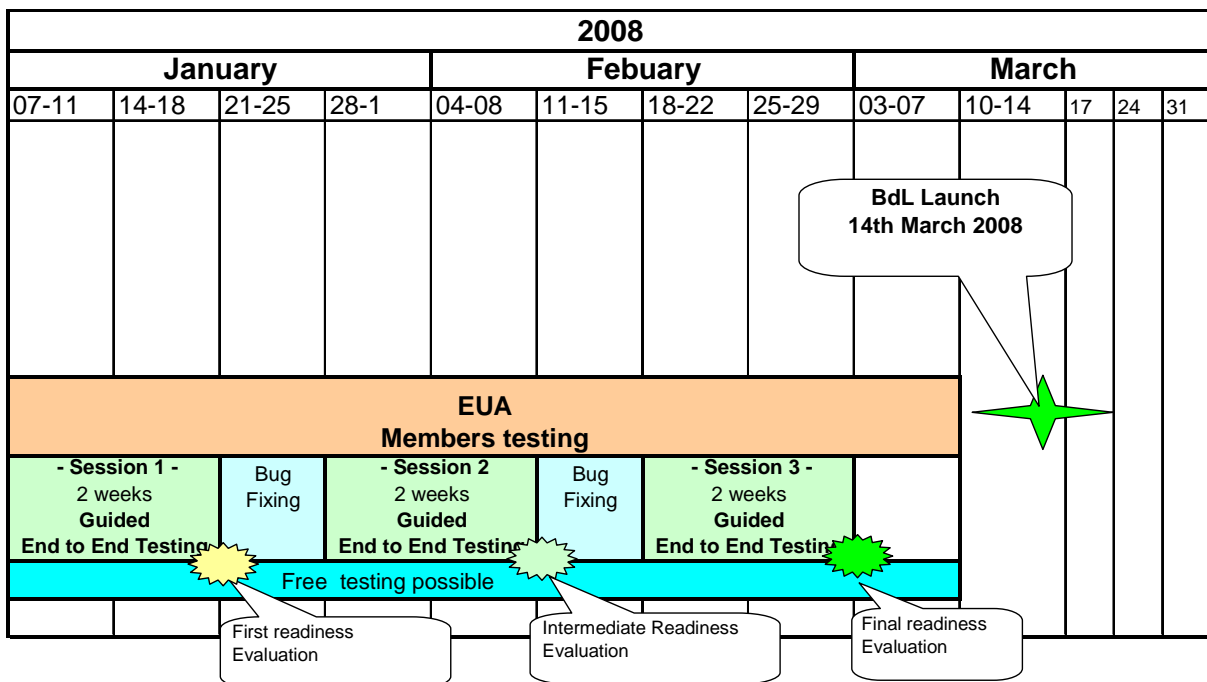 2008
January Febuary March
07-11 14-18 21-25 28-1 04-08 11-15 18-22 25-29 03-07 10-14 17 24 31
BdL Launch
14th March 2008
EUA
Members testing
- Session 1 -
2 weeks
Guided
End to End Testing
Bug
Fixing
- Session 2
2 weeks
Guided
End to End Testing
Bug
Fixing
- Session 3 -
2 weeks
Guided
End to End Testin
Free testing possible
First readiness
Evaluation
Intermediate Readiness
Evaluation
Final readiness
Evaluation